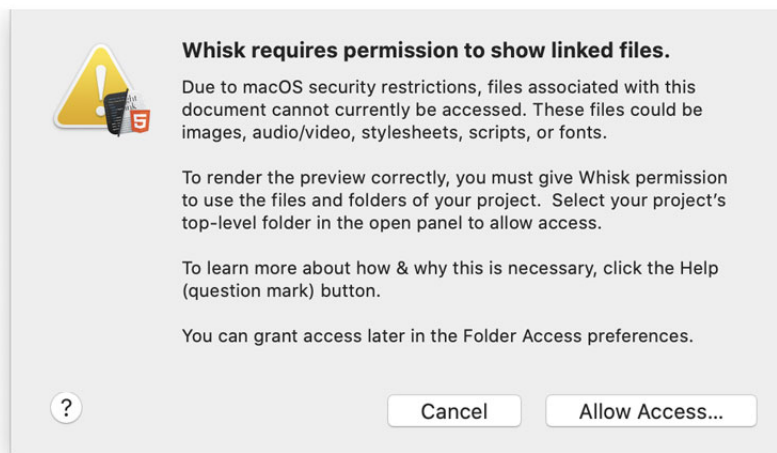 Whisk requires permission to show linked files.
Due to macOS security restrictions, files associated with this
document cannot currently be accessed. These files could be
images, audio/video, stylesheets, scripts, or fonts.
To render the preview correctly, you must give Whisk permission
to use the files and folders of your project.  Select your project's
top-level folder in the open panel to allow access.
To learn more about how & why this is necessary, click the Help
(question mark) button.
You can grant access later in the Folder Access preferences.
?
Cancel
Allow Access...